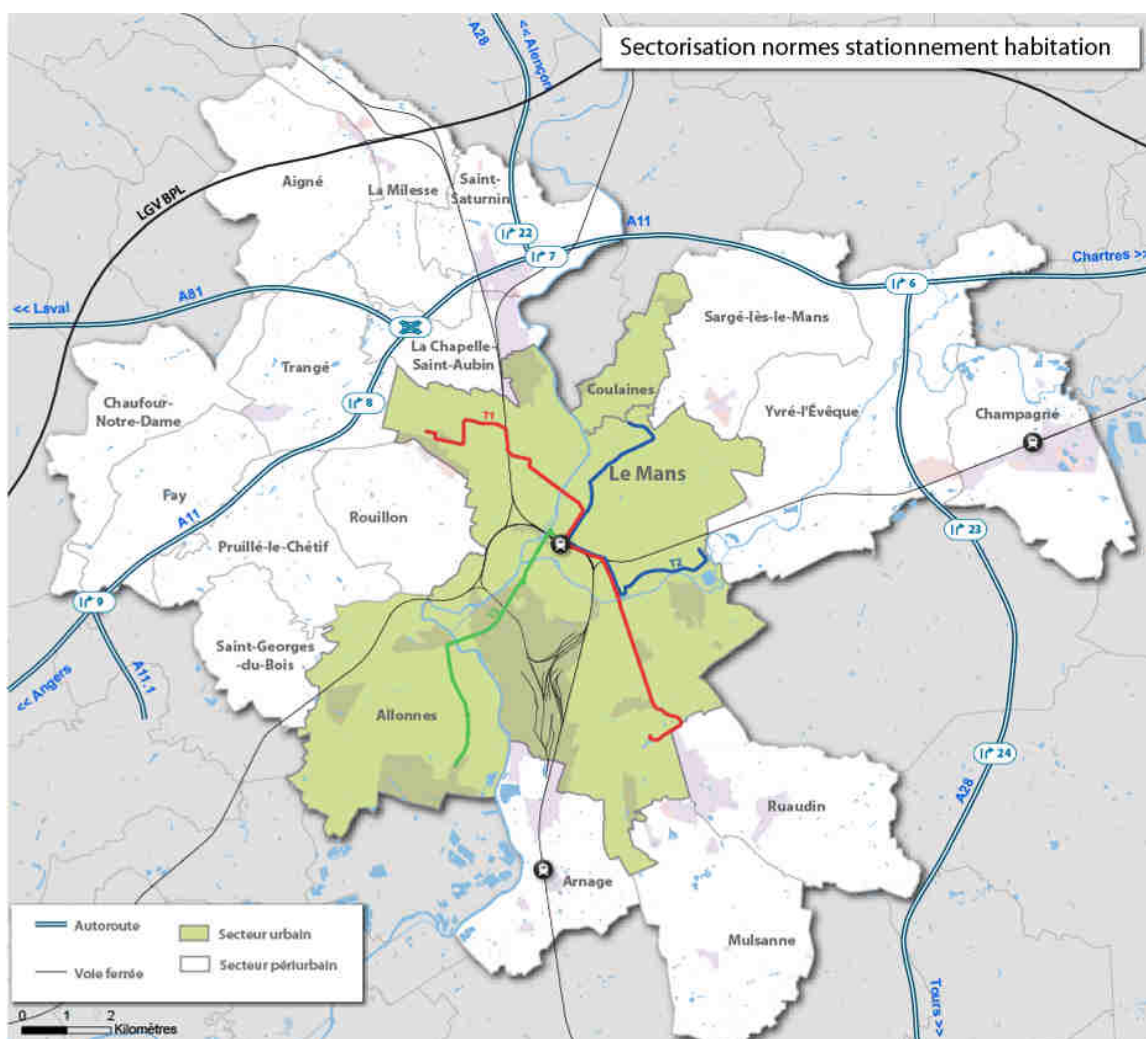 Sectorisation normes stationnement habitation
A28
<< Alençon
LGV BPL
Aigné
La Milesse
Saint-
Saturnin
22
7
A11
Chartres >>
6
<< Laval
A81
Sargé-lès-le-Mans
La Chapelle-
Saint-Aubin
Trangé
Coulaines
8
Chaufour-
Notre-Dame
T1
Yvré-l'Évêque
Champagné
Le Mans
Fay
A11
Rouillon
23
Pruillé-le-Chétif
T2
9
Saint-Georges
-du-Bois
<< Angers
A11.1
Allonnes
24
A28
Ruaudin
Arnage
Mulsanne
Tours >>
Autoroute
Secteur urbain
Voie ferrée
Secteur périurbain
0 1 2
Kilomètres